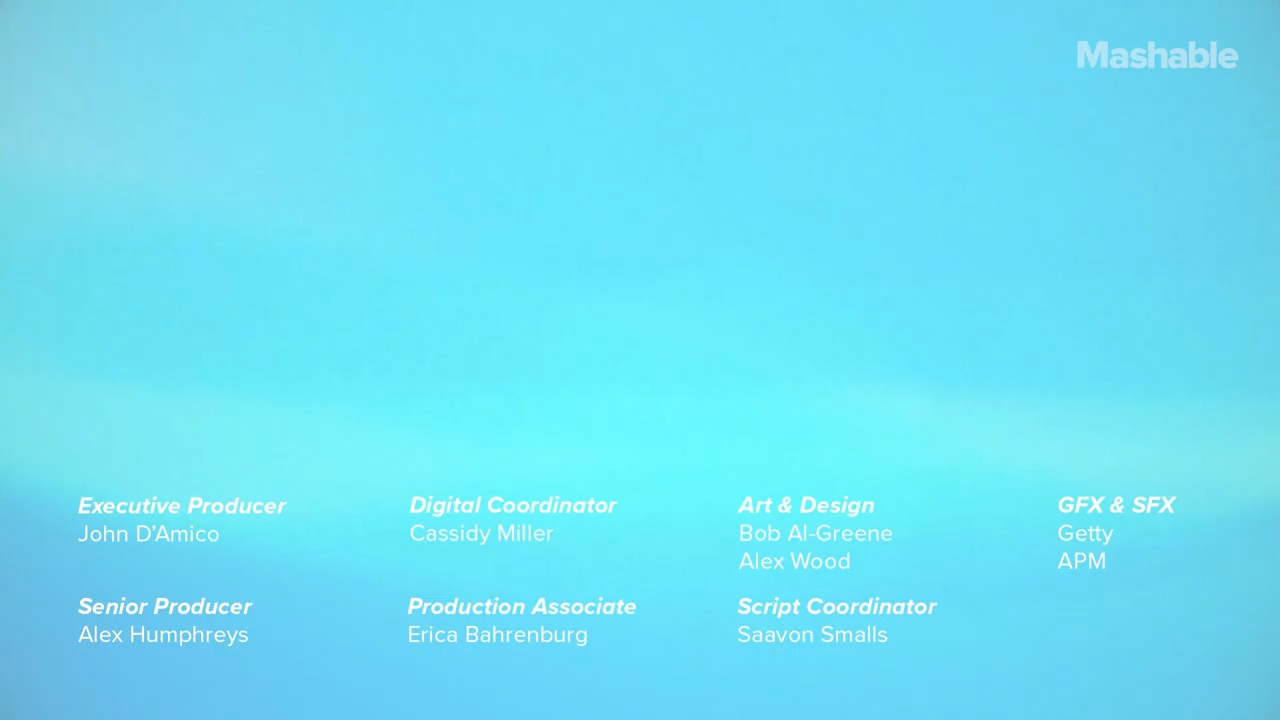 Mashable
Executive Producer
John D’Amico
Digital Coordinator
Cassidy Miller
Art & Design
Bob Al-Greene
Alex Wood
GFX & SFX
Getty
APM
Senior Producer
Alex Humphreys
Production Associate
Erica Bahrenburg
Script Coordinator
Saavon Smalls